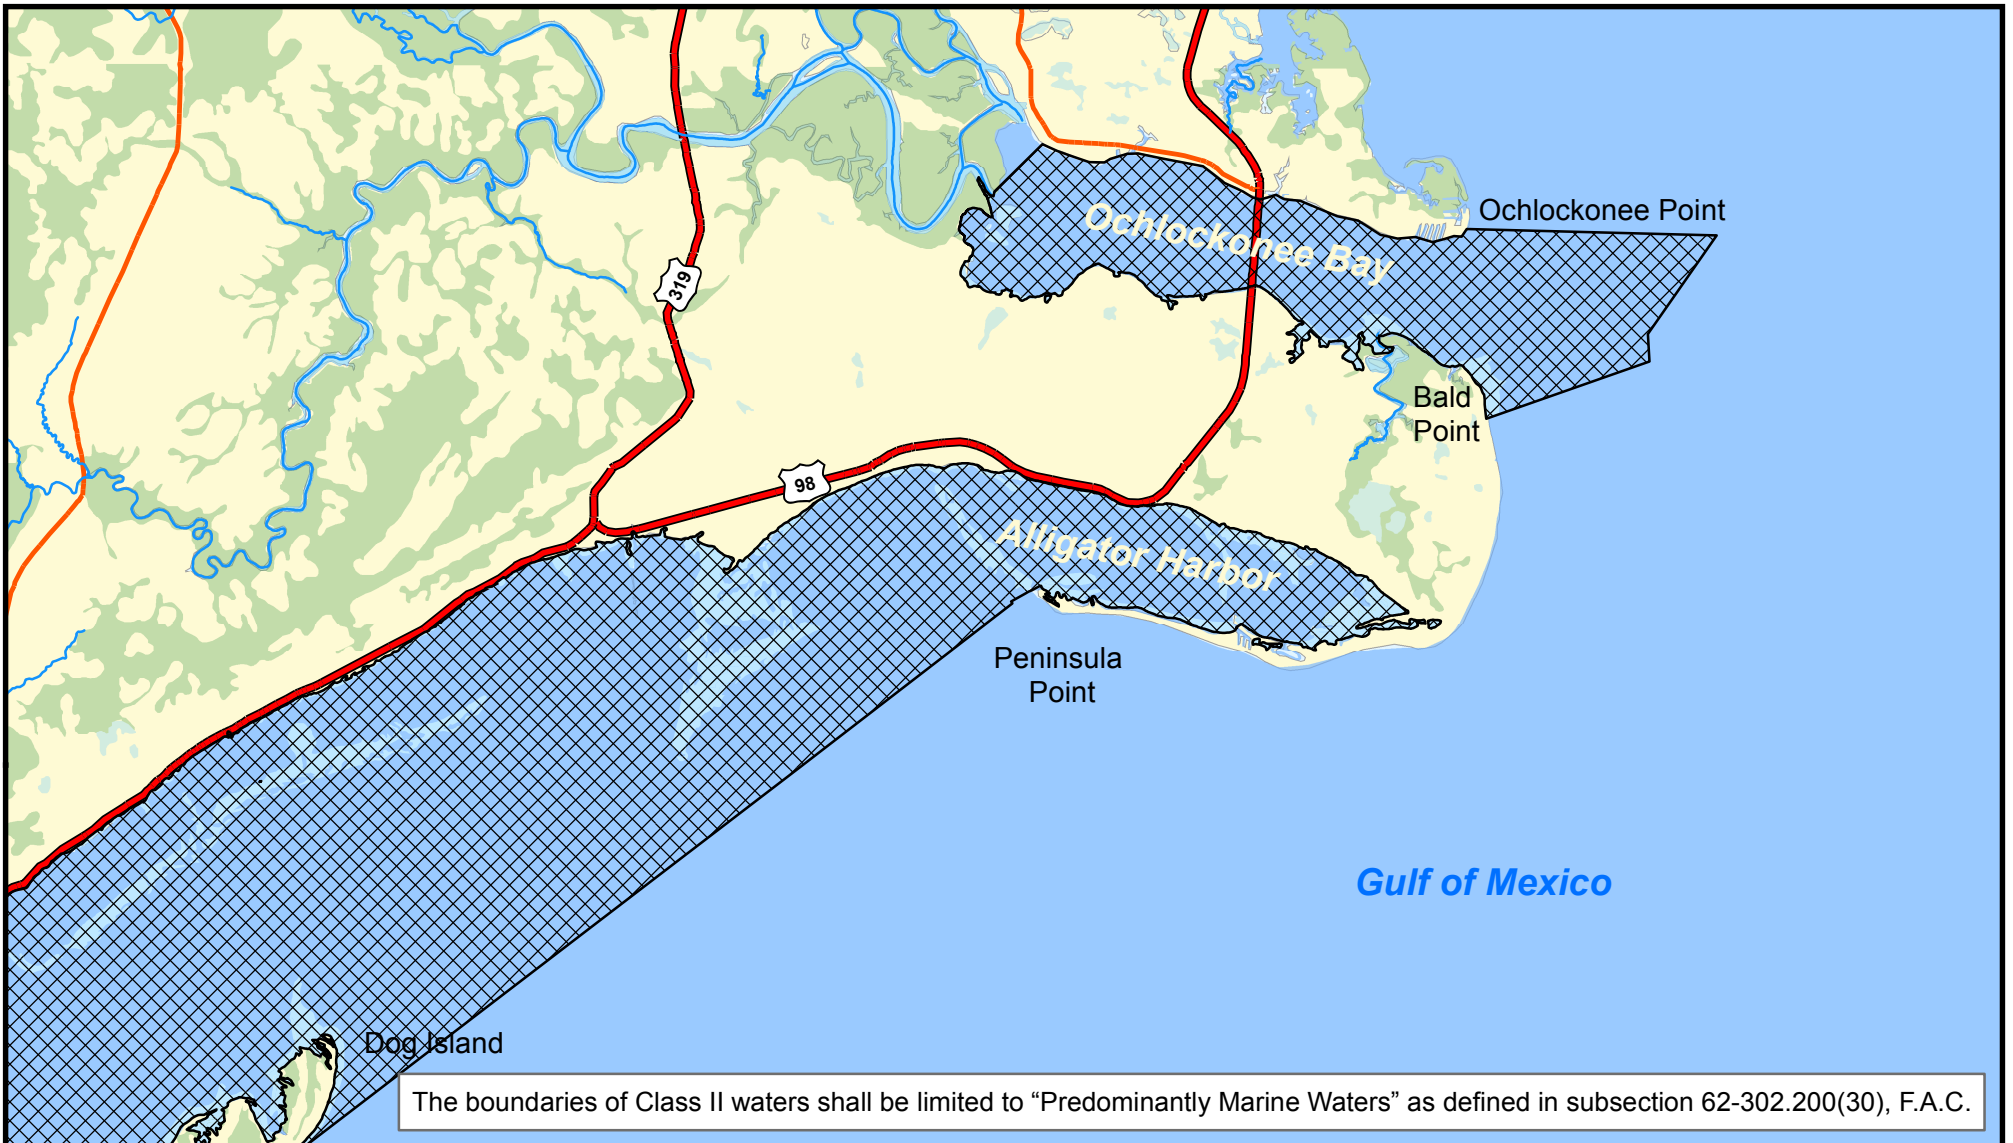 Ochlockonee Point
Ochlockonee Bay
319
Bald
Point
98
Alligator Harbor
Peninsula
Point
Gulf of Mexico
Dog Island
The boundaries of Class II waters shall be limited to “Predominantly Marine Waters” as defined in subsection 62-302.200(30), F.A.C.